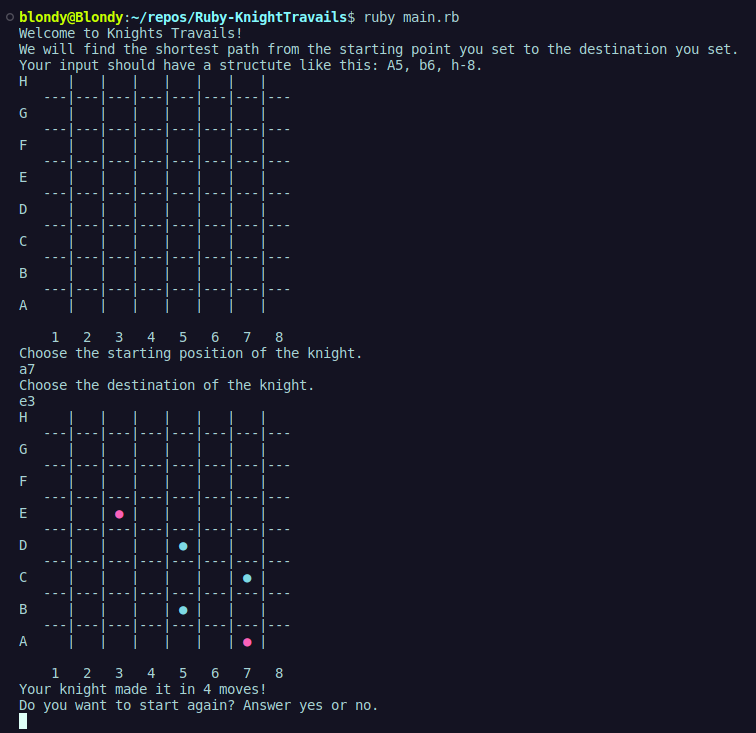 blondy@Blondy:~/repos/Ruby-KnightTravails$ ruby main.rb
Welcome to Knights Travails!
We will find the shortest path from the starting point you set to the destination you set.
Your input should have a structute like this: A5, b6, h-8.
H     |   |   |   |   |   |   |
   ---|---|---|---|---|---|---|---
G     |   |   |   |   |   |   |
   ---|---|---|---|---|---|---|---
F     |   |   |   |   |   |   |
   ---|---|---|---|---|---|---|---
E     |   |   |   |   |   |   |
   ---|---|---|---|---|---|---|---
D     |   |   |   |   |   |   |
   ---|---|---|---|---|---|---|---
C     |   |   |   |   |   |   |
   ---|---|---|---|---|---|---|---
B     |   |   |   |   |   |   |
   ---|---|---|---|---|---|---|---
A     |   |   |   |   |   |   |

    1   2   3   4   5   6   7   8
Choose the starting position of the knight.
a7
Choose the destination of the knight.
e3
H     |   |   |   |   |   |   |
   ---|---|---|---|---|---|---|---
G     |   |   |   |   |   |   |
   ---|---|---|---|---|---|---|---
F     |   |   |   |   |   |   |
   ---|---|---|---|---|---|---|---
E     |   | ● |   |   |   |   |
   ---|---|---|---|---|---|---|---
D     |   |   |   | ● |   |   |
   ---|---|---|---|---|---|---|---
C     |   |   |   |   |   | ● |
   ---|---|---|---|---|---|---|---
B     |   |   |   | ● |   |   |
   ---|---|---|---|---|---|---|---
A     |   |   |   |   |   | ● |

    1   2   3   4   5   6   7   8
Your knight made it in 4 moves!
Do you want to start again? Answer yes or no.